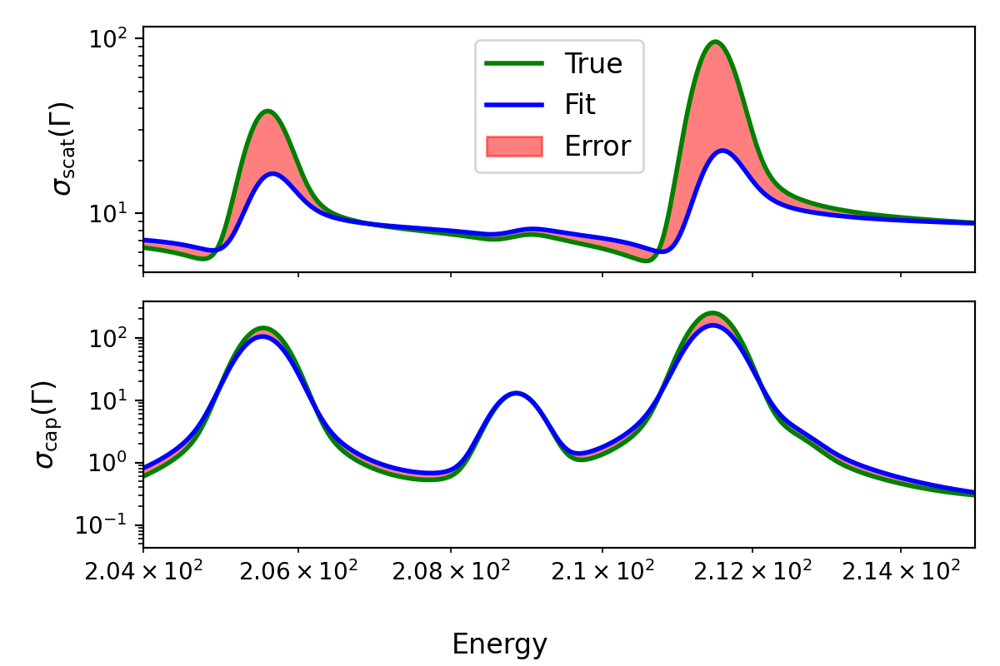 10²
10¹
σscat(Γ)
True
Fit
Error
10²
10¹
10⁰
10⁻¹
σcap(Γ)
2.04 × 10² 2.06 × 10² 2.08 × 10² 2.1 × 10² 2.12 × 10² 2.14 × 10²
Energy